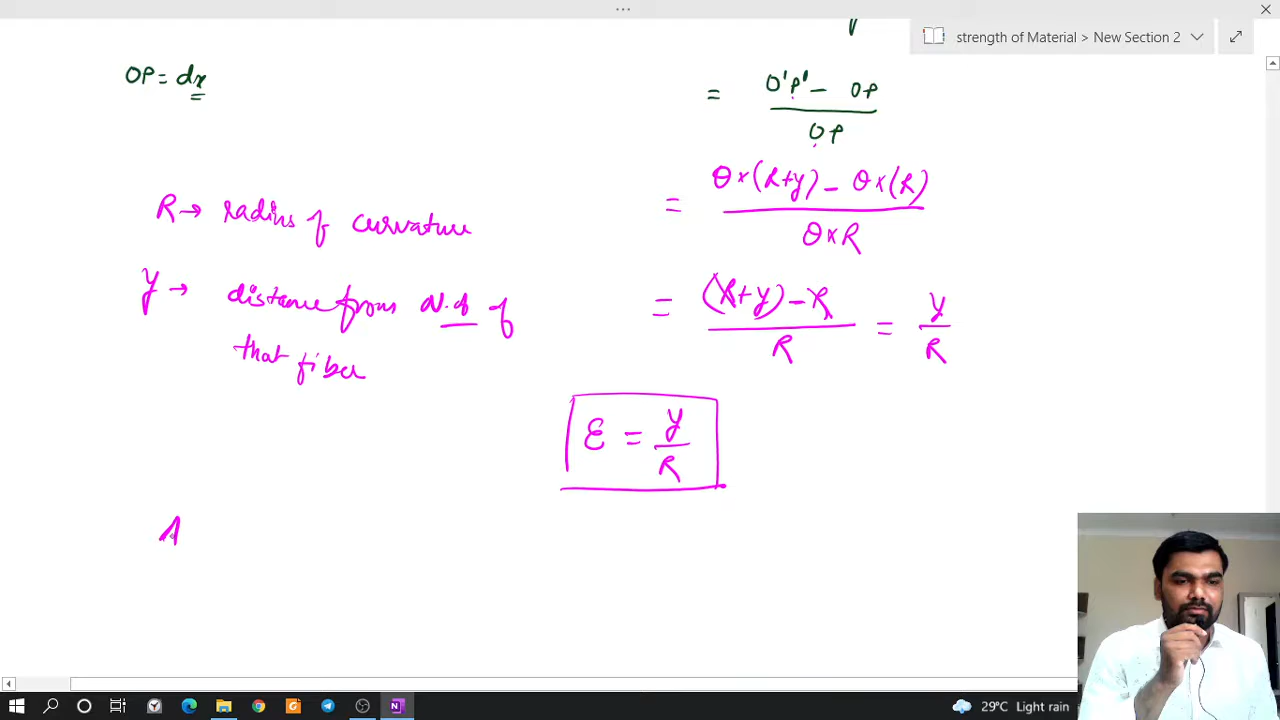 strength of Material > New Section 2
OP = dx
= O'P' - OP / OP
= θ×(R+y) - θ×(R) / θ×R
R → radius of curvature
= (R+y) - R / R = y / R
y → distance from N.A of
that fiber
ε = y / R
A
29°C Light rain